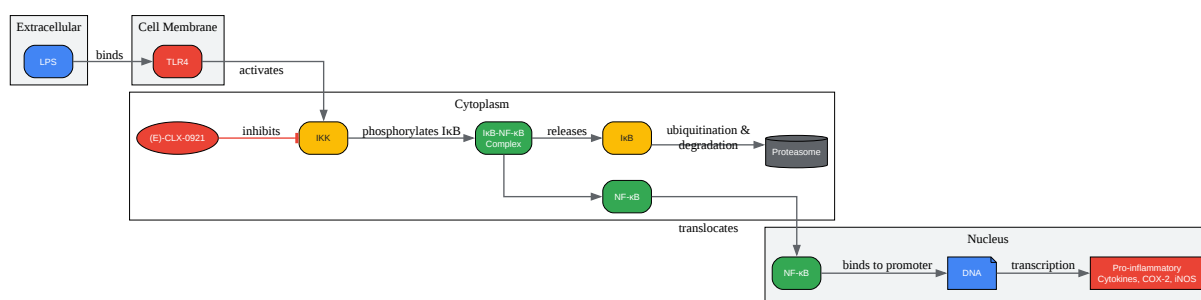 Extracellular
Cell Membrane
LPS
binds
TLR4
activates
Cytoplasm
(E)-CLX-0921
inhibits
IKK
phosphorylates IκB
IκB-NF-κB
Complex
releases
IκB
ubiquitination &
degradation
Proteasome
NF-κB
translocates
Nucleus
NF-κB
binds to promoter
DNA
transcription
Pro-inflammatory
Cytokines, COX-2, iNOS